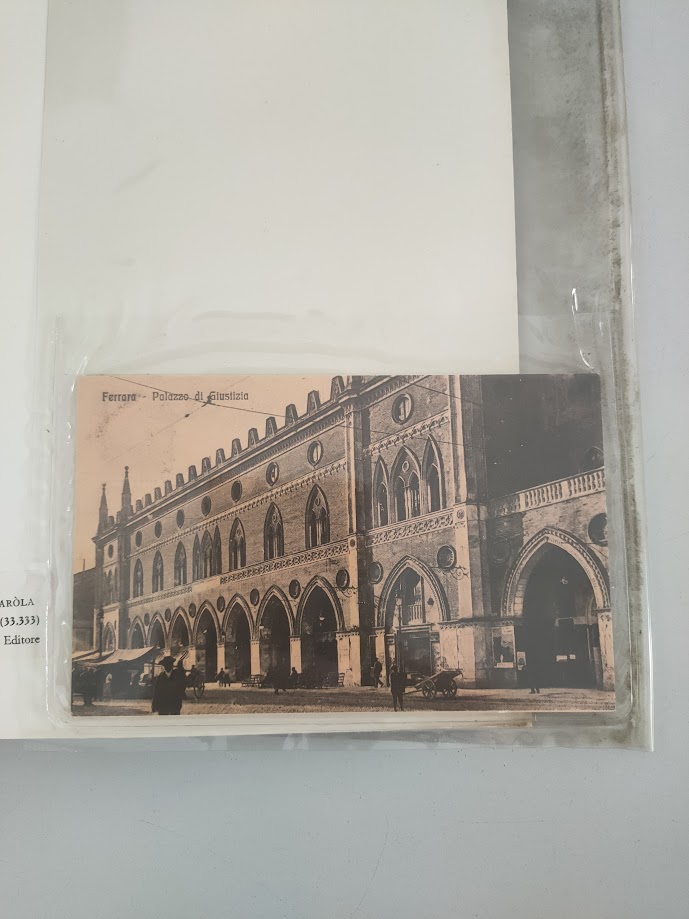 Ferrara - Palazzo di Giustizia
ARÒLA
(33.333)
Editore